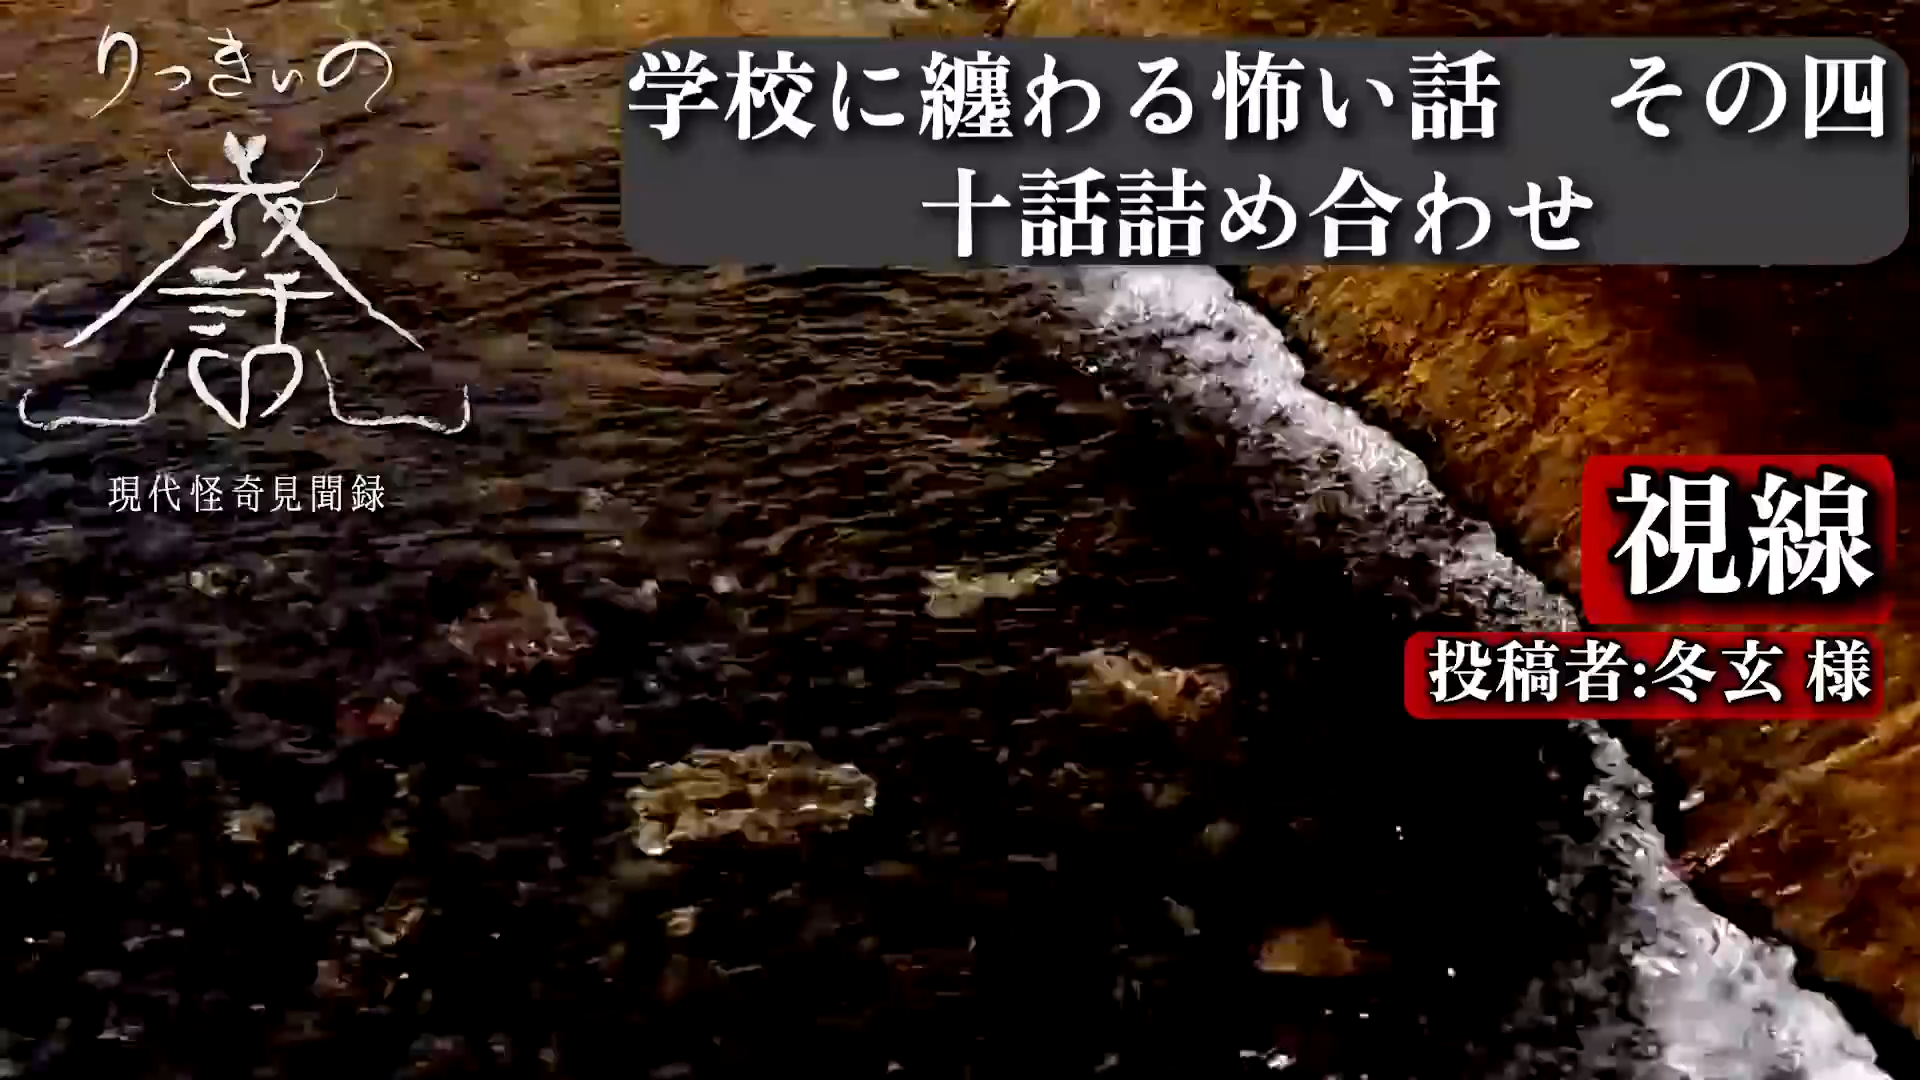 りっきぃの
夜話
現代怪奇見聞録
学校に纏わる怖い話　その四
十話詰め合わせ
視線
投稿者:冬玄 様